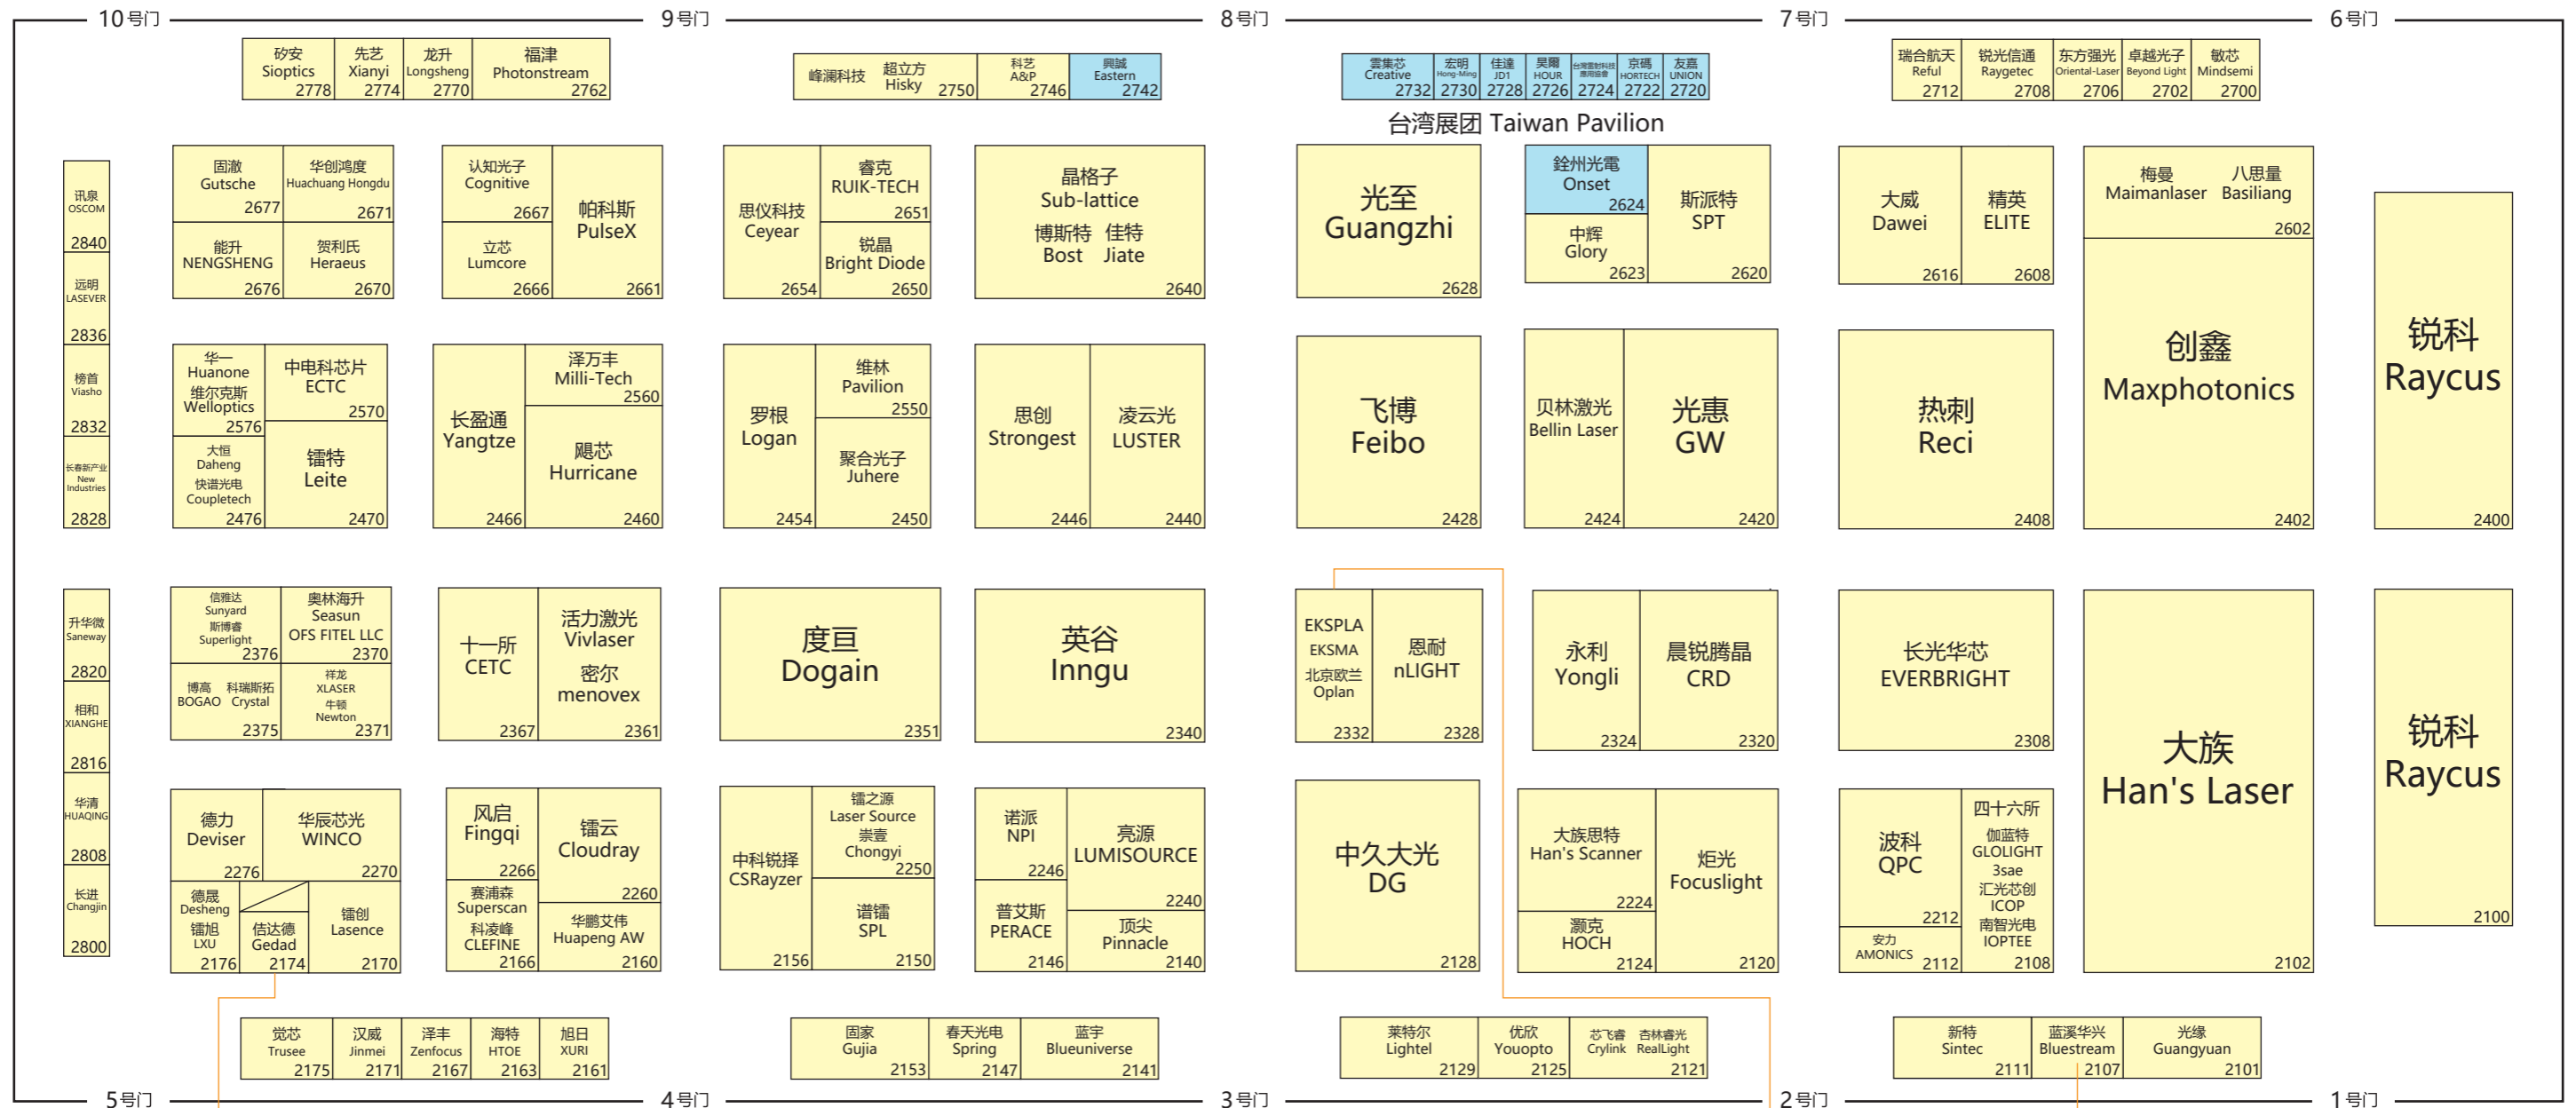 10号门
9号门
8号门
7号门
6号门
矽安
Sioptics
2778
先艺
Xianyi
2774
龙升
Longsheng
2770
福津
Photonstream
2762
峰澜科技
超立方
Hisky
2750
科艺
A&P
2746
興誠
Eastern
2742
雲集芯
Creative
2732
宏明
Hong-Ming
2730
佳達
JD1
2728
昊爾
HOUR
2726
台灣雷射科技
應用協會
2724
京碼
HORTECH
2722
友嘉
UNION
2720
瑞合航天
Reful
2712
锐光信通
Raygetec
2708
东方强光
Oriental-Laser
2706
卓越光子
Beyond Light
2702
敏芯
Mindsemi
2700
台湾展团 Taiwan Pavilion
讯泉
OSCOM
2840
远明
LASEVER
2836
榜首
Viasho
2832
长春新产业
New
Industries
2828
固澈
Gutsche
2677
华创鸿度
Huachuang Hongdu
2671
能升
NENGSHENG
2676
贺利氏
Heraeus
2670
认知光子
Cognitive
2667
立芯
Lumcore
2666
帕科斯
PulseX
2661
思仪科技
Ceyear
2654
睿克
RUIK-TECH
2651
锐晶
Bright Diode
2650
晶格子
Sub-lattice
博斯特 佳特
Bost Jiate
2640
光至
Guangzhi
2628
銓州光電
Onset
2624
中辉
Glory
2623
斯派特
SPT
2620
大威
Dawei
2616
精英
ELITE
2608
梅曼 八思量
Maimanlaser Basiliang
2602
创鑫
Maxphotonics
2402
锐科
Raycus
2400
华一
Huanone
维尔克斯
Welloptics
2576
中电科芯片
ECTC
2570
大恒
Daheng
快谱光电
Coupletech
2476
镭特
Leite
2470
长盈通
Yangtze
2466
泽万丰
Milli-Tech
2560
飓芯
Hurricane
2460
罗根
Logan
2454
维林
Pavilion
2550
聚合光子
Juhere
2450
思创
Strongest
2446
凌云光
LUSTER
2440
飞博
Feibo
2428
贝林激光
Bellin Laser
2424
光惠
GW
2420
热刺
Reci
2408
升华微
Saneway
2820
相和
XIANGHE
2816
华清
HUAQING
2808
长进
Changjin
2800
信雅达
Sunyard
斯博睿
Superlight
2376
奥林海升
Seasun
OFS FITEL LLC
2370
博高 科瑞斯拓
BOGAO Crystal
2375
祥龙
XLASER
牛顿
Newton
2371
十一所
CETC
2367
活力激光
Vivlaser
密尔
menovex
2361
度亘
Dogain
2351
英谷
Inngu
2340
EKSPLA
EKSMA
北京欧兰
Oplan
2332
恩耐
nLIGHT
2328
永利
Yongli
2324
晨锐腾晶
CRD
2320
长光华芯
EVERBRIGHT
2308
大族
Han's Laser
2102
锐科
Raycus
2100
德力
Deviser
2276
华辰芯光
WINCO
2270
德晟
Desheng
镭旭
LXU
2176
佶达德
Gedad
2174
镭创
Lasence
2170
风启
Fingqi
2266
镭云
Cloudray
2260
赛浦森
Superscan
科凌峰
CLEFINE
2166
华鹏艾伟
Huapeng AW
2160
中科锐择
CSRayzer
2156
镭之源
Laser Source
崇壹
Chongyi
2250
谱镭
SPL
2150
诺派
NPI
2246
亮源
LUMISOURCE
2240
普艾斯
PERACE
2146
顶尖
Pinnacle
2140
中久大光
DG
2128
大族思特
Han's Scanner
2224
灏克
HOCH
2124
炬光
Focuslight
2120
波科
QPC
2212
安力
AMONICS
2112
四十六所
伽蓝特
GLOLIGHT
3sae
汇光芯创
ICOP
南智光电
IOPTEE
2108
觉芯
Trusee
2175
汉威
Jinmei
2171
泽丰
Zenfocus
2167
海特
HTOE
2163
旭日
XURI
2161
固家
Gujia
2153
春天光电
Spring
2147
蓝宇
Blueuniverse
2141
莱特尔
Lightel
2129
优欣
Youopto
2125
芯飞睿 杏林睿光
Crylink RealLight
2121
新特
Sintec
2111
蓝溪华兴
Bluestream
2107
光缘
Guangyuan
2101
5号门
4号门
3号门
2号门
1号门